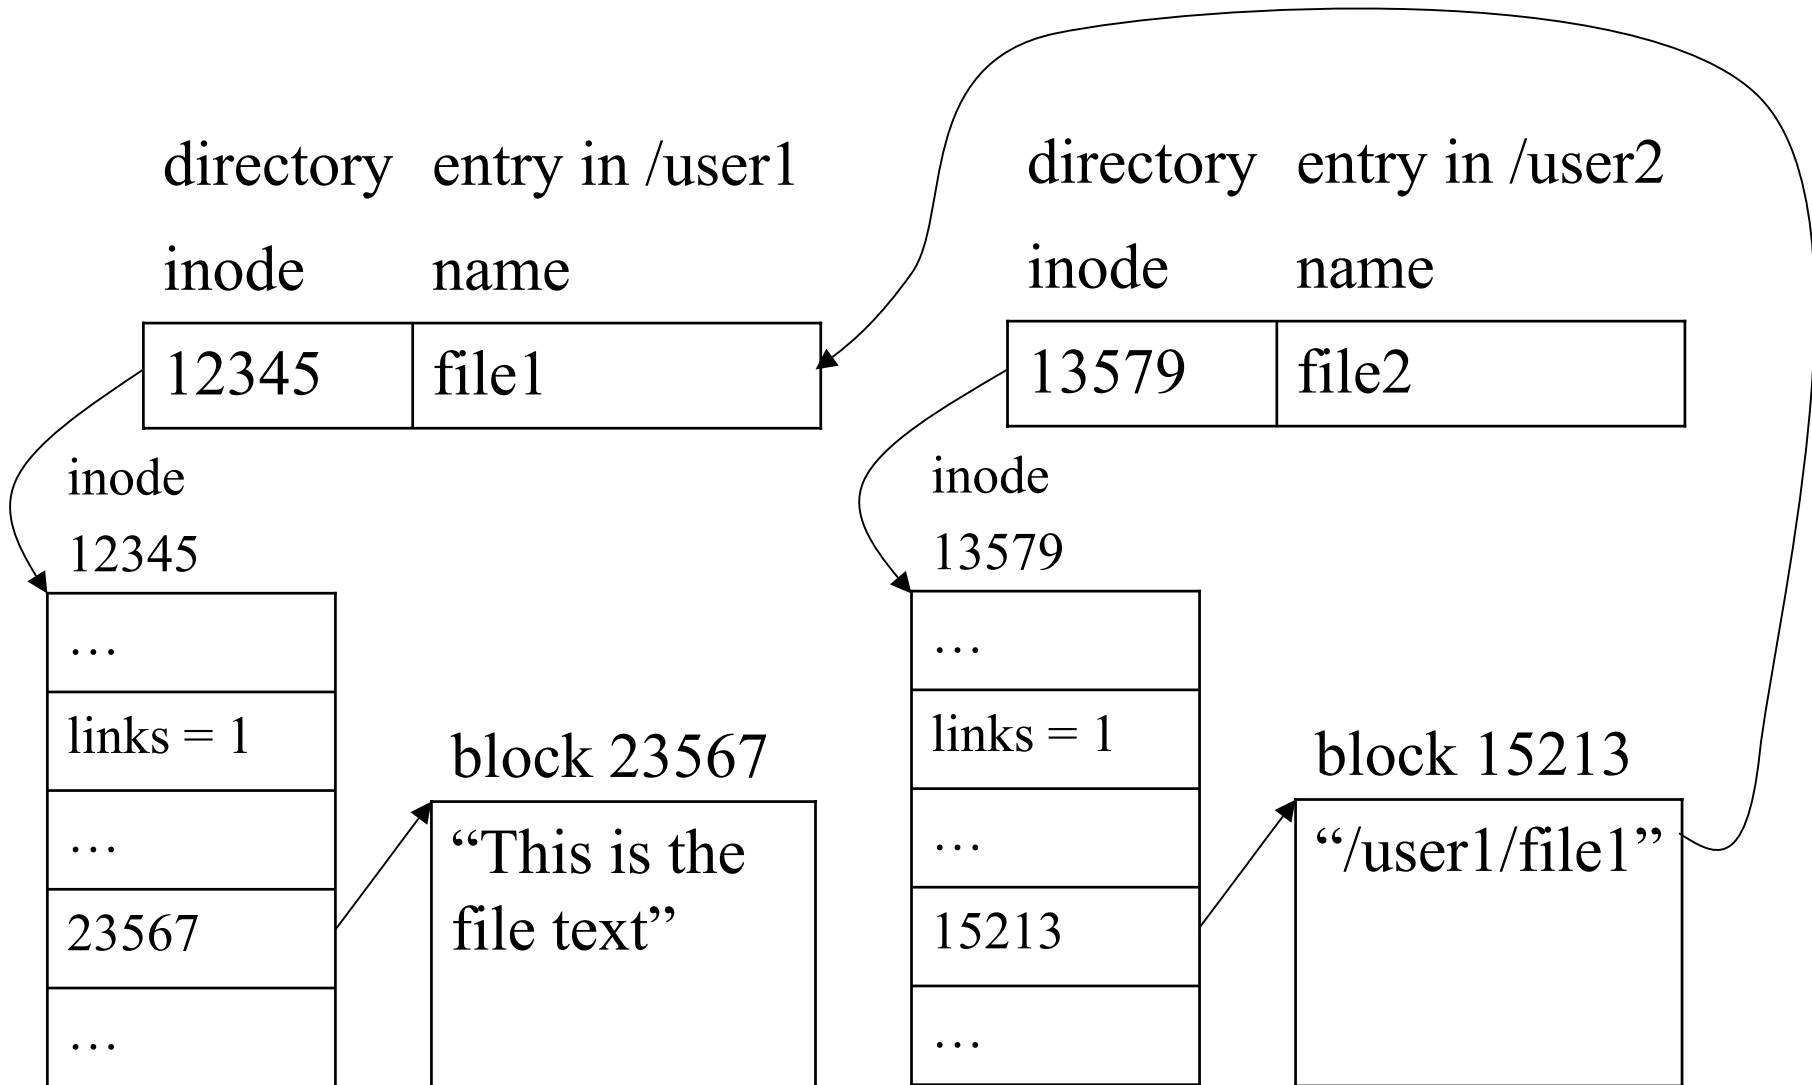 directory entry in /user1
inode name
12345 file1
inode
12345
…
links = 1
…
23567
…
block 23567
“This is the
file text”
directory entry in /user2
inode name
13579 file2
inode
13579
…
links = 1
…
15213
…
block 15213
“/user1/file1”